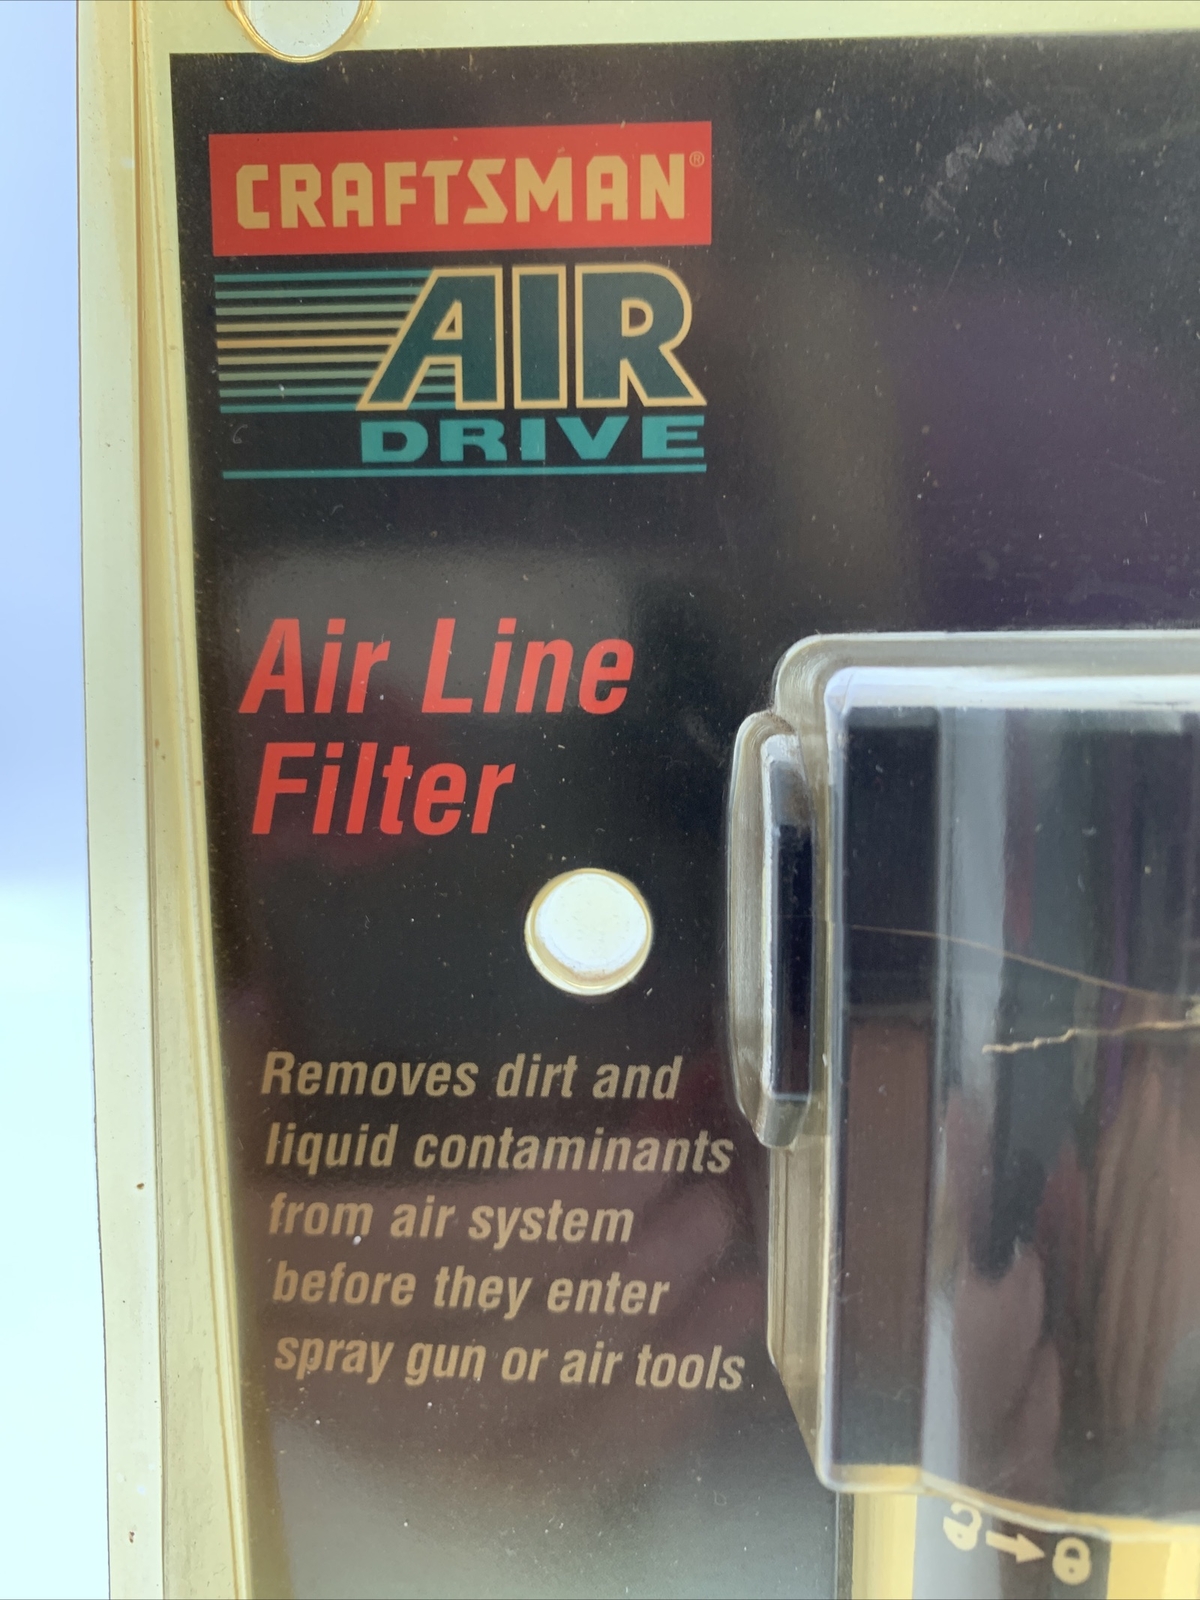 CRAFTSMAN®
AIR
DRIVE
Air Line
Filter
Removes dirt and
liquid contaminants
from air system
before they enter
spray gun or air tools